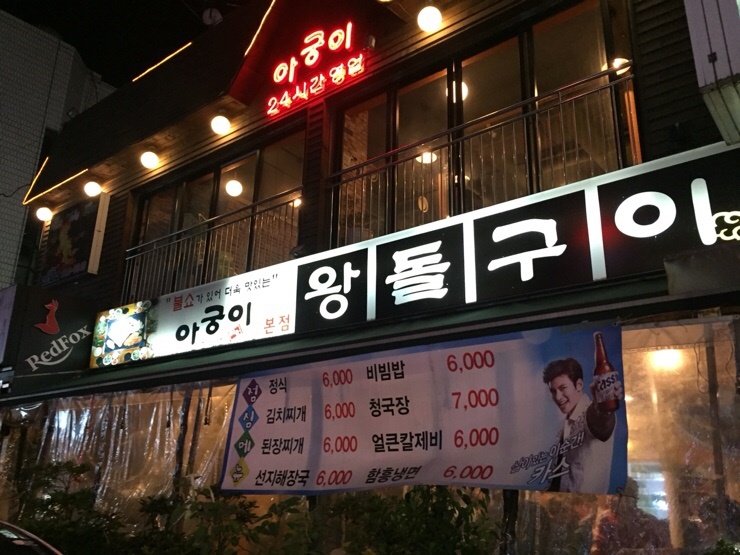 아궁이
24시간영업
"불쇼가 있어 더욱 맛있는"
아궁이 본점
왕돌구이
RedFox
점심메뉴
정식 6,000
김치찌개 6,000
된장찌개 6,000
선지해장국 6,000
비빔밥 6,000
청국장 7,000
얼큰칼제비 6,000
함흥냉면 6,000
카스